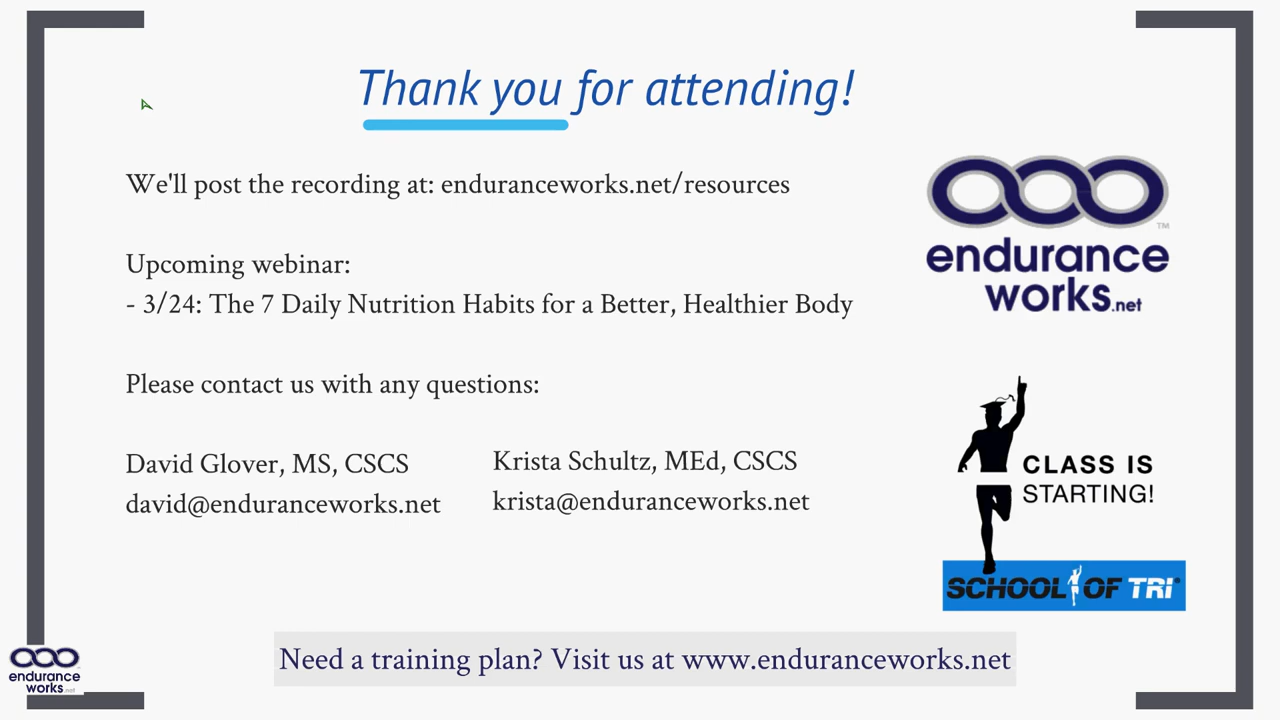 Thank you for attending!
We'll post the recording at: enduranceworks.net/resources
Upcoming webinar:
- 3/24: The 7 Daily Nutrition Habits for a Better, Healthier Body
Please contact us with any questions:
David Glover, MS, CSCS
david@enduranceworks.net
Krista Schultz, MEd, CSCS
krista@enduranceworks.net
endurance
works.net
TM
CLASS IS
STARTING!
SCHOOL OF TRI®
Need a training plan? Visit us at www.enduranceworks.net
endurance
works.net